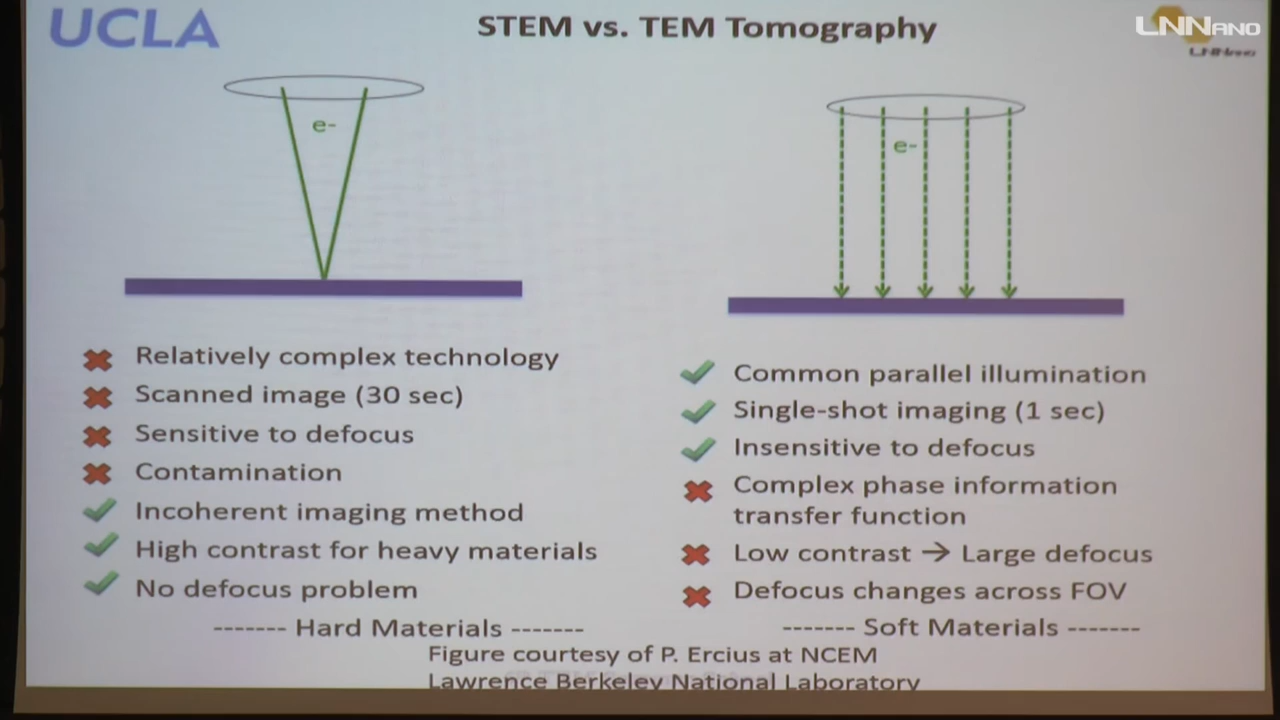 UCLA
STEM vs. TEM Tomography
LNNANO
LNNano
e-
Relatively complex technology
Scanned image (30 sec)
Sensitive to defocus
Contamination
Incoherent imaging method
High contrast for heavy materials
No defocus problem
------- Hard Materials -------
e-
Common parallel illumination
Single-shot imaging (1 sec)
Insensitive to defocus
Complex phase information
transfer function
Low contrast → Large defocus
Defocus changes across FOV
------- Soft Materials -------
Figure courtesy of P. Ercius at NCEM
Lawrence Berkeley National Laboratory